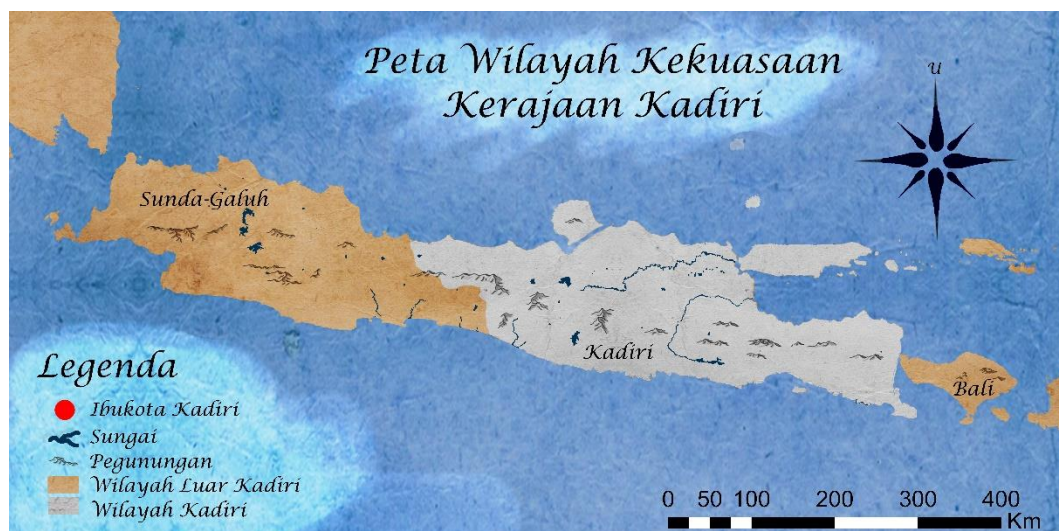 Peta Wilayah Kekuasaan
Kerajaan Kadiri
U
Sunda-Galuh
Kadiri
Bali
Legenda
Ibukota Kadiri
Sungai
Pegunungan
Wilayah Luar Kadiri
Wilayah Kadiri
0 50 100 200 300 400
Km